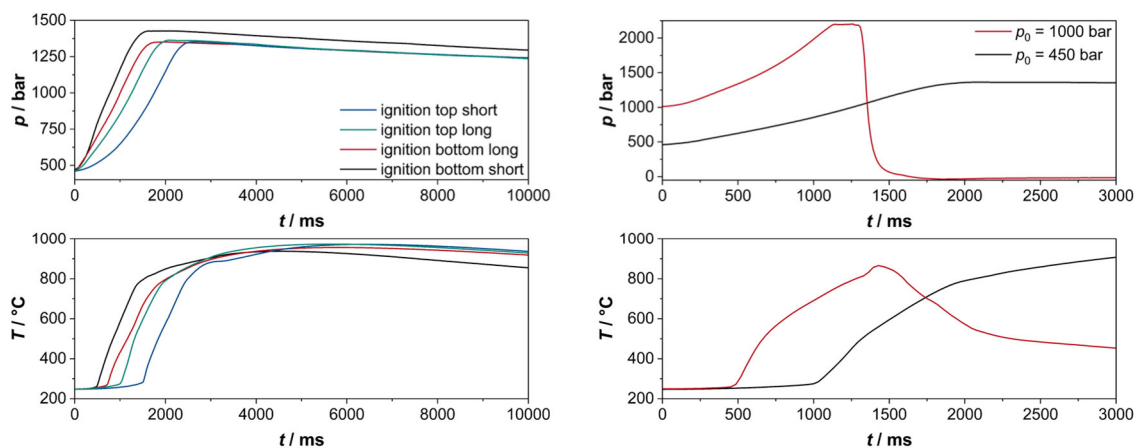 1500
1250
1000
750
500
p / bar
ignition top short
ignition top long
ignition bottom long
ignition bottom short
0 2000 4000 6000 8000 10000
t / ms
2000
1500
1000
500
0
p / bar
p0 = 1000 bar
p0 = 450 bar
0 500 1000 1500 2000 2500 3000
t / ms
1000
800
600
400
200
T / °C
0 2000 4000 6000 8000 10000
t / ms
1000
800
600
400
200
T / °C
0 500 1000 1500 2000 2500 3000
t / ms